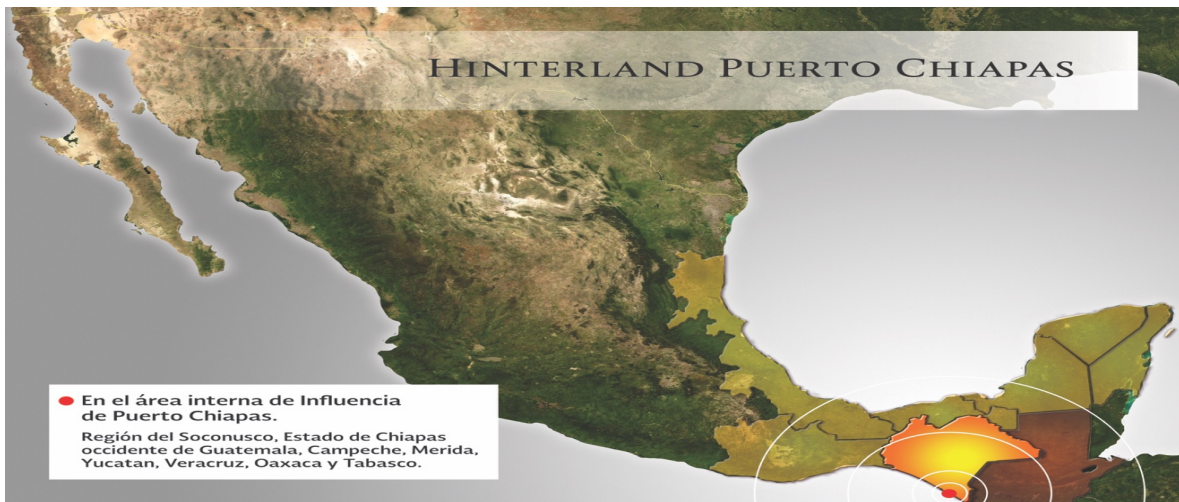 HINTERLAND PUERTO CHIAPAS
En el área interna de Influencia
de Puerto Chiapas.
Región del Soconusco, Estado de Chiapas
occidente de Guatemala, Campeche, Merida,
Yucatan, Veracruz, Oaxaca y Tabasco.